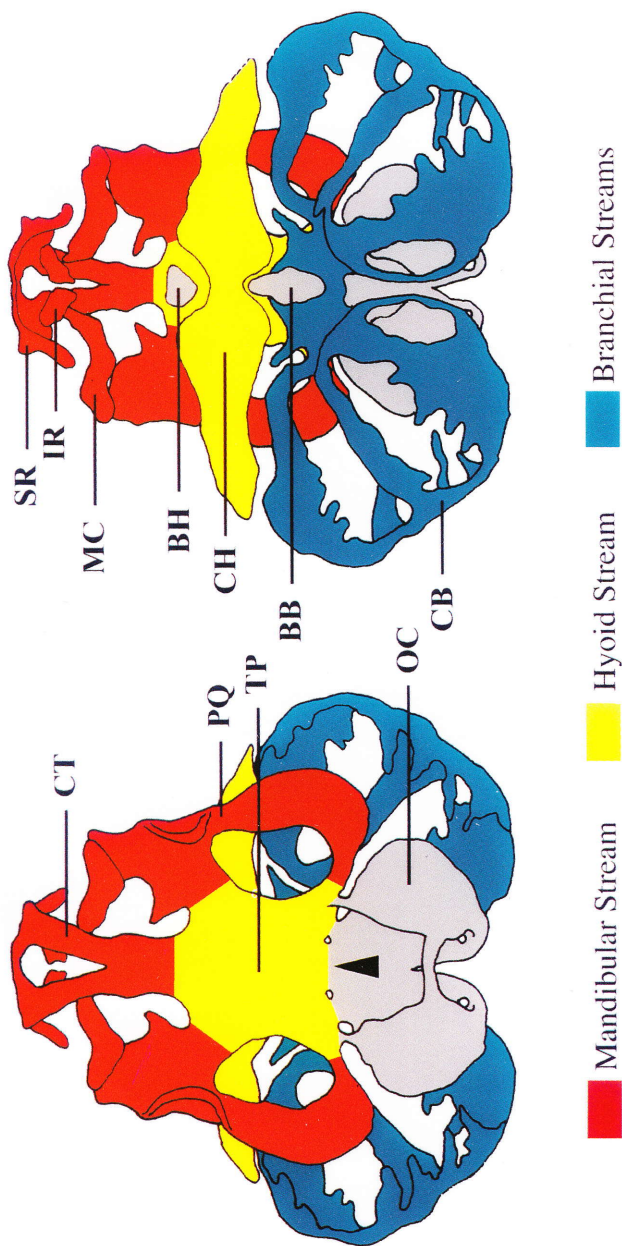 CT
PQ
TP
OC
SR
IR
MC
BH
CH
BB
CB
Mandibular Stream
Hyoid Stream
Branchial Streams